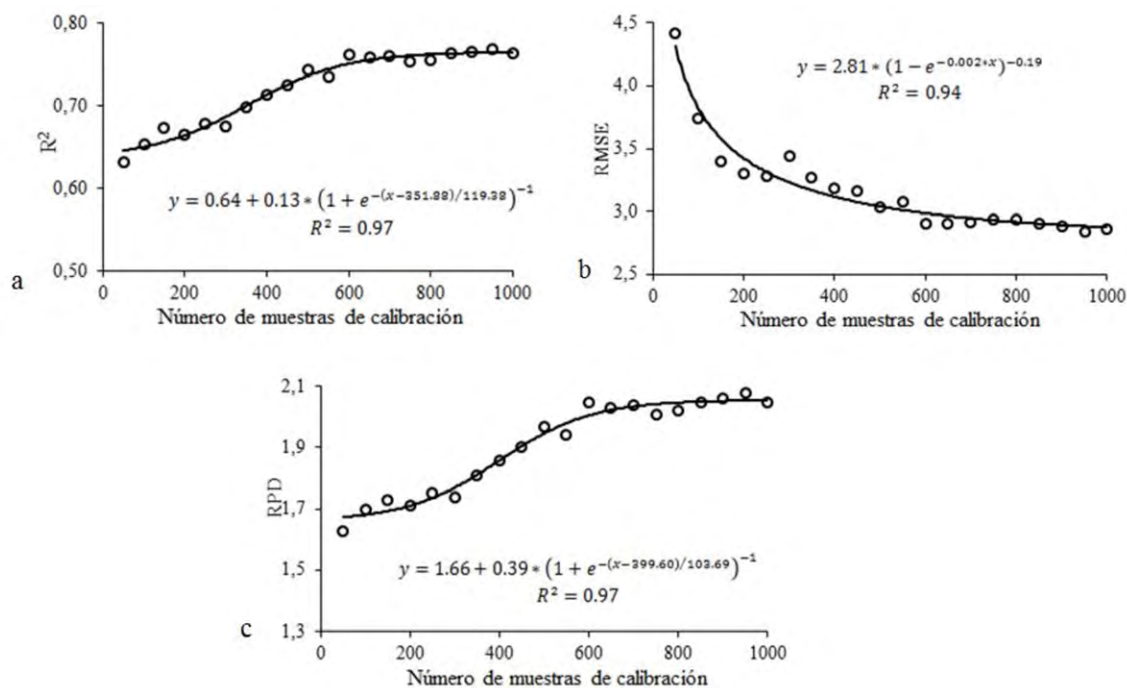 0,80
0,70
0,60
0,50
R²
y = 0.64 + 0.13 * (1 + e^{-(x-351.88)/119.38})^{-1}
R² = 0.97
0 200 400 600 800 1000
Número de muestras de calibración
a
4,5
4,0
3,5
3,0
2,5
RMSE
y = 2.81 * (1 − e^{-0.002*x})^{-0.19}
R² = 0.94
0 200 400 600 800 1000
Número de muestras de calibración
b
2,1
1,9
1,7
1,5
1,3
RPD
y = 1.66 + 0.39 * (1 + e^{-(x-399.60)/103.69})^{-1}
R² = 0.97
0 200 400 600 800 1000
Número de muestras de calibración
c